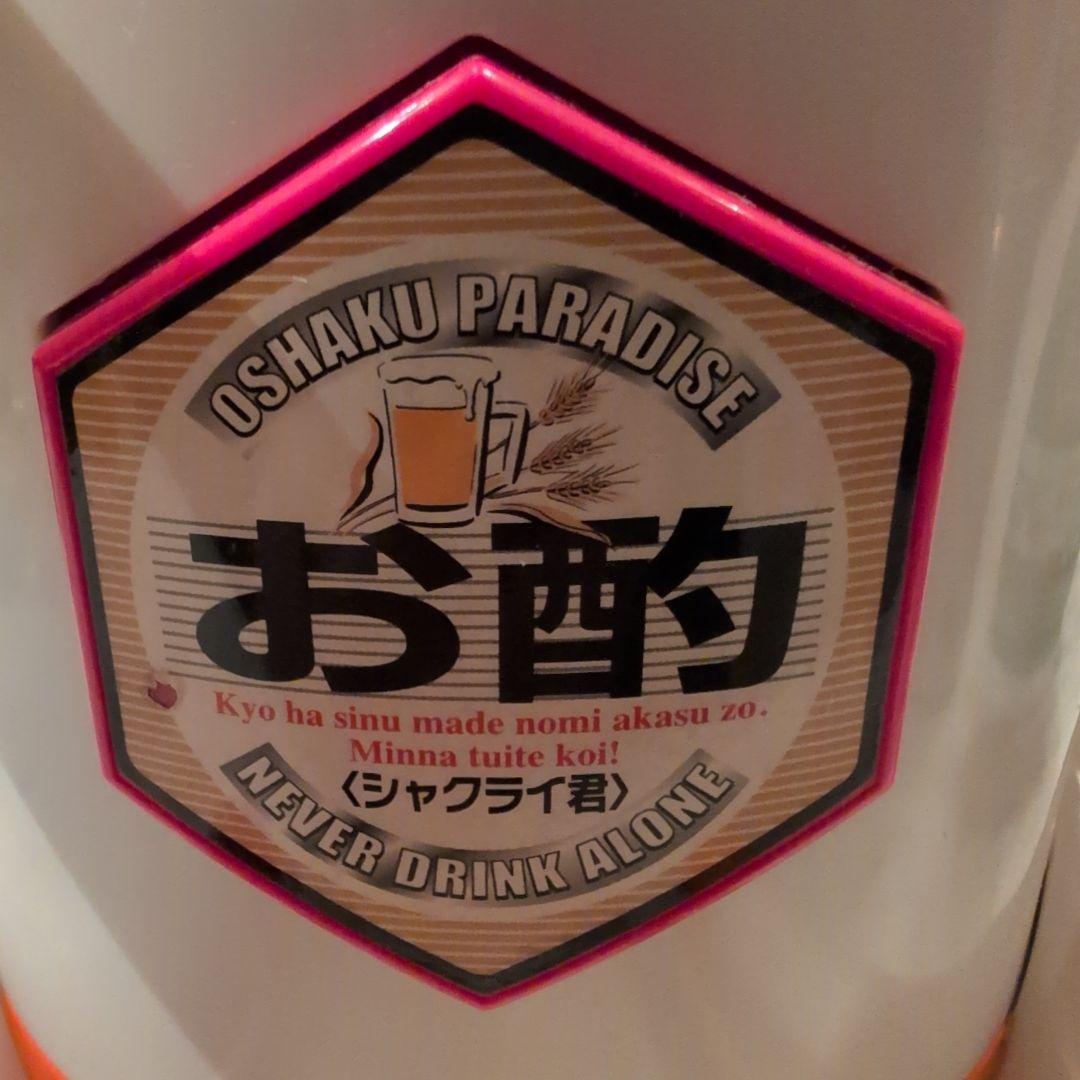 OSHAKU PARADISE
お酌
Kyo ha sinu made nomi akasu zo.
Minna tuite koi!
〈シャクライ君〉
NEVER DRINK ALONE